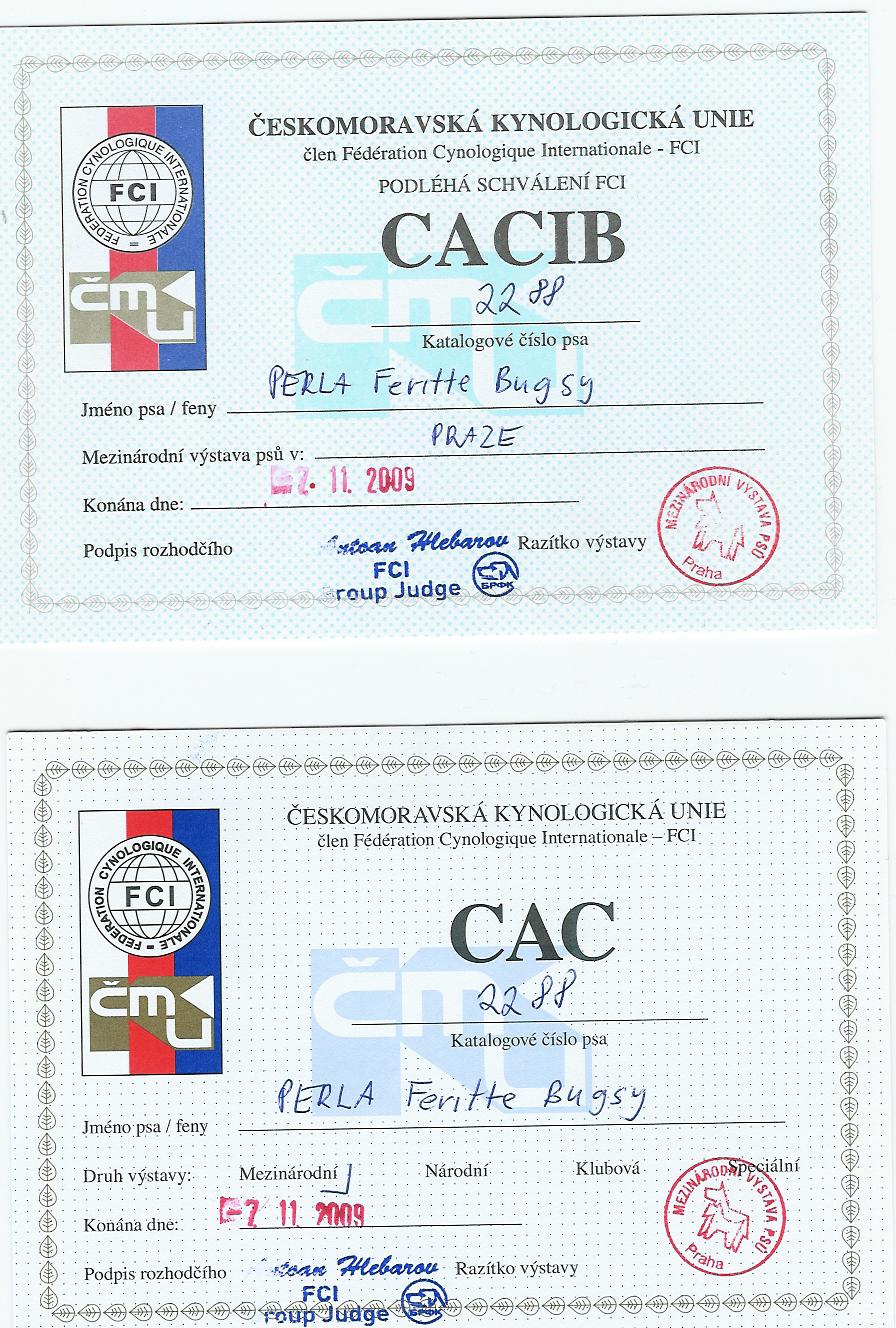 ČESKOMORAVSKÁ KYNOLOGICKÁ UNIE
člen Fédération Cynologique Internationale - FCI
PODLÉHÁ SCHVÁLENÍ FCI
CACIB
FEDERATION CYNOLOGIQUE INTERNATIONALE
FCI
čmku
2288
Katalogové číslo psa
PERLA Feritte Bugsy
Jméno psa / feny
PRAZE
Mezinárodní výstava psů v:
7. 11. 2009
Konána dne:
Podpis rozhodčího
Antoan Hlebarov
Razítko výstavy
FCI
roup Judge
БРФК
MEZINÁRODNÍ VÝSTAVA PSŮ
Praha
ČESKOMORAVSKÁ KYNOLOGICKÁ UNIE
člen Fédération Cynologique Internationale – FCI
CAC
FEDERATION CYNOLOGIQUE INTERNATIONALE
FCI
čmku
2288
Katalogové číslo psa
PERLA Feritte Bugsy
Jméno psa / feny
Druh výstavy: Mezinárodní Národní Klubová Speciální
7 11 2009
Konána dne:
Podpis rozhodčího
Hlebarov
Razítko výstavy
FCI
roup Judge
БРФК
MEZINÁRODNÍ VÝSTAVA PSŮ
Praha